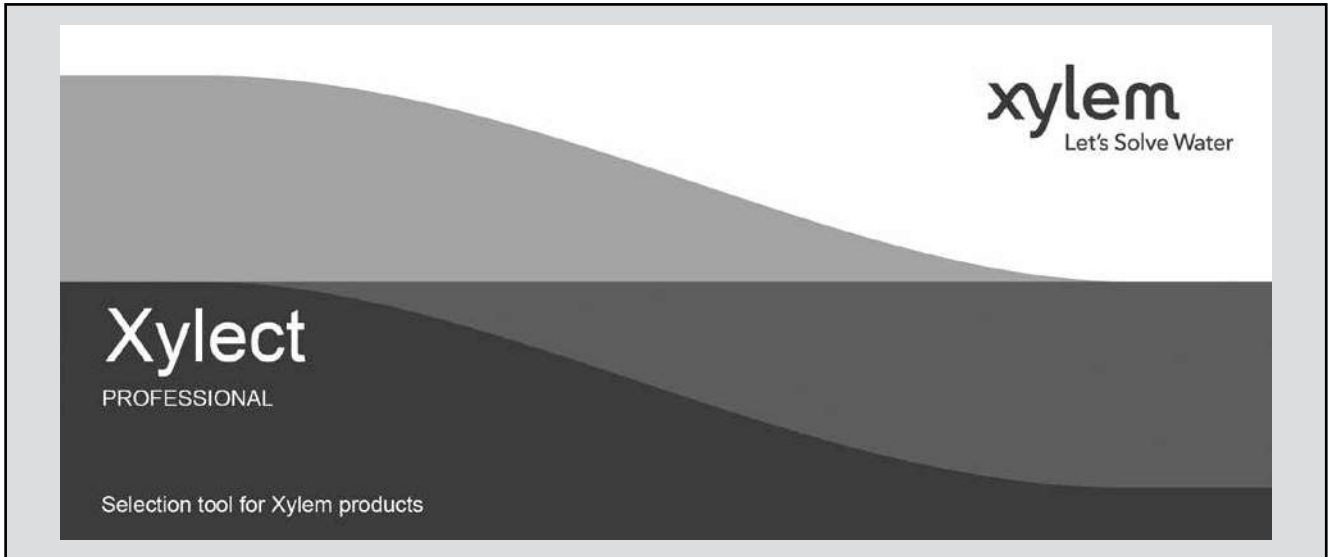 xylem
Let's Solve Water
Xylect
PROFESSIONAL
Selection tool for Xylem products